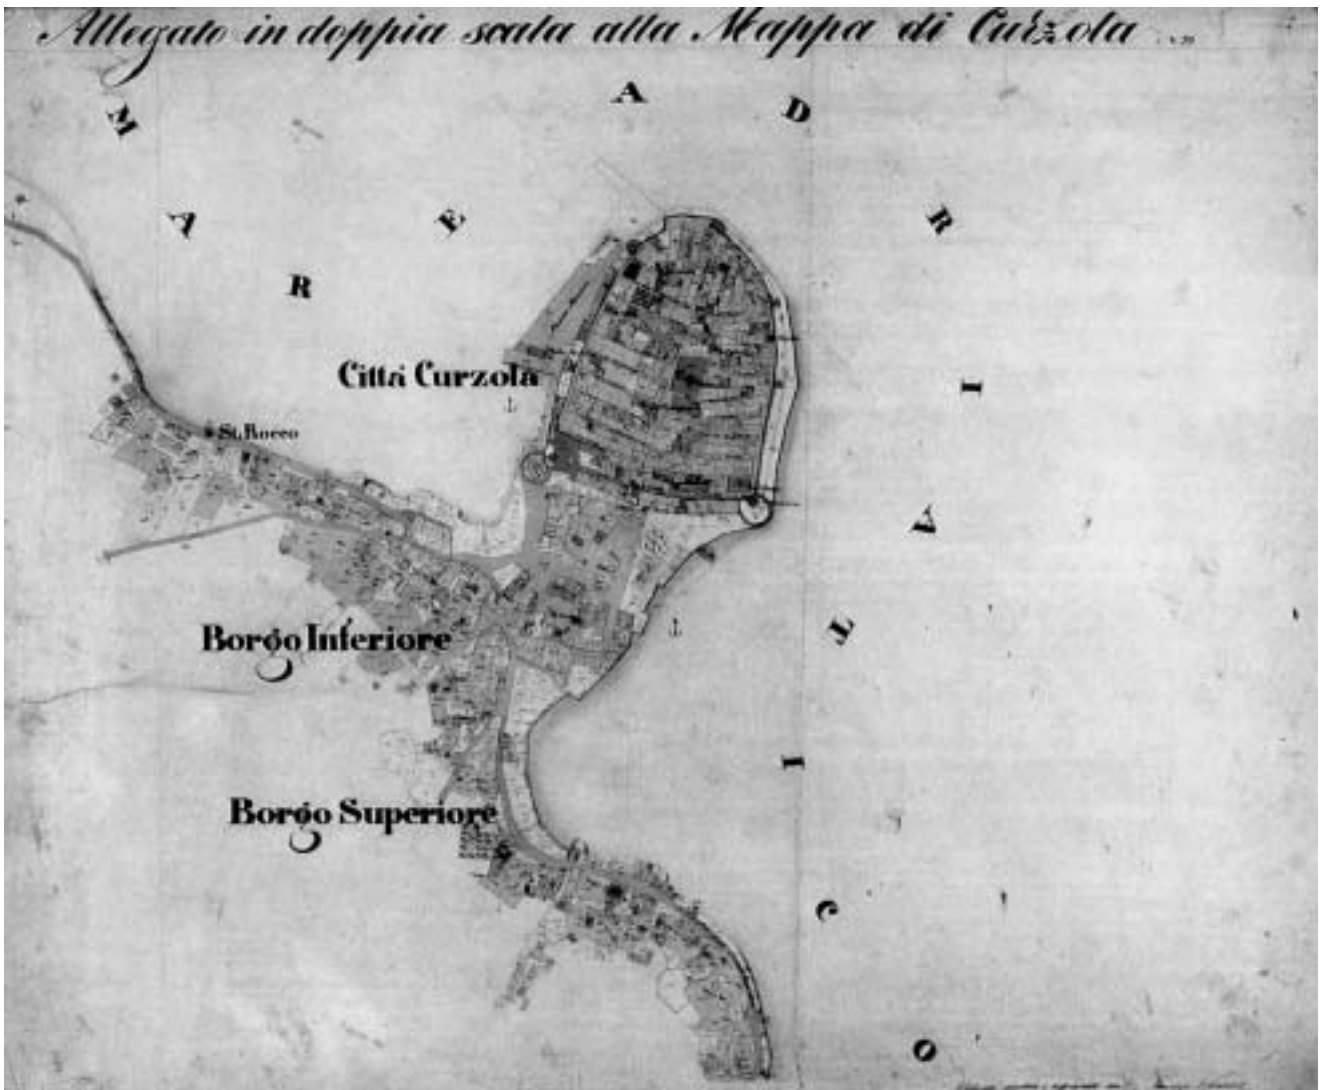 Allegato in doppia scala alla Mappa di Curzola
MARE ADRIATICO
Città Curzola
St. Rocco
Borgo Inferiore
Borgo Superiore